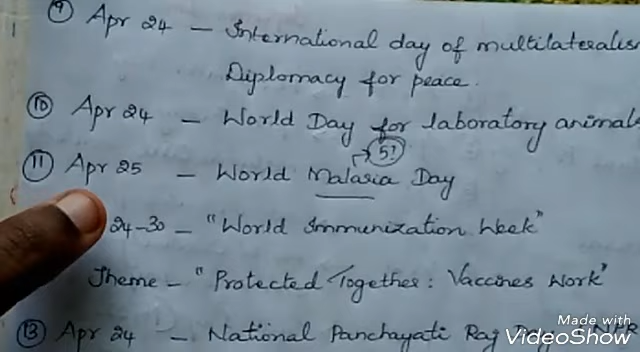 9 Apr 24 - International day of multilateralism
Diplomacy for peace.
10 Apr 24 - World Day for laboratory animals
5?
11 Apr 25 - World Malaria Day
24-30 - "World Immunization Week"
Theme - "Protected Together: Vaccines Work"
13 Apr 24 - National Panchayati Raj
Made with
VideoShow